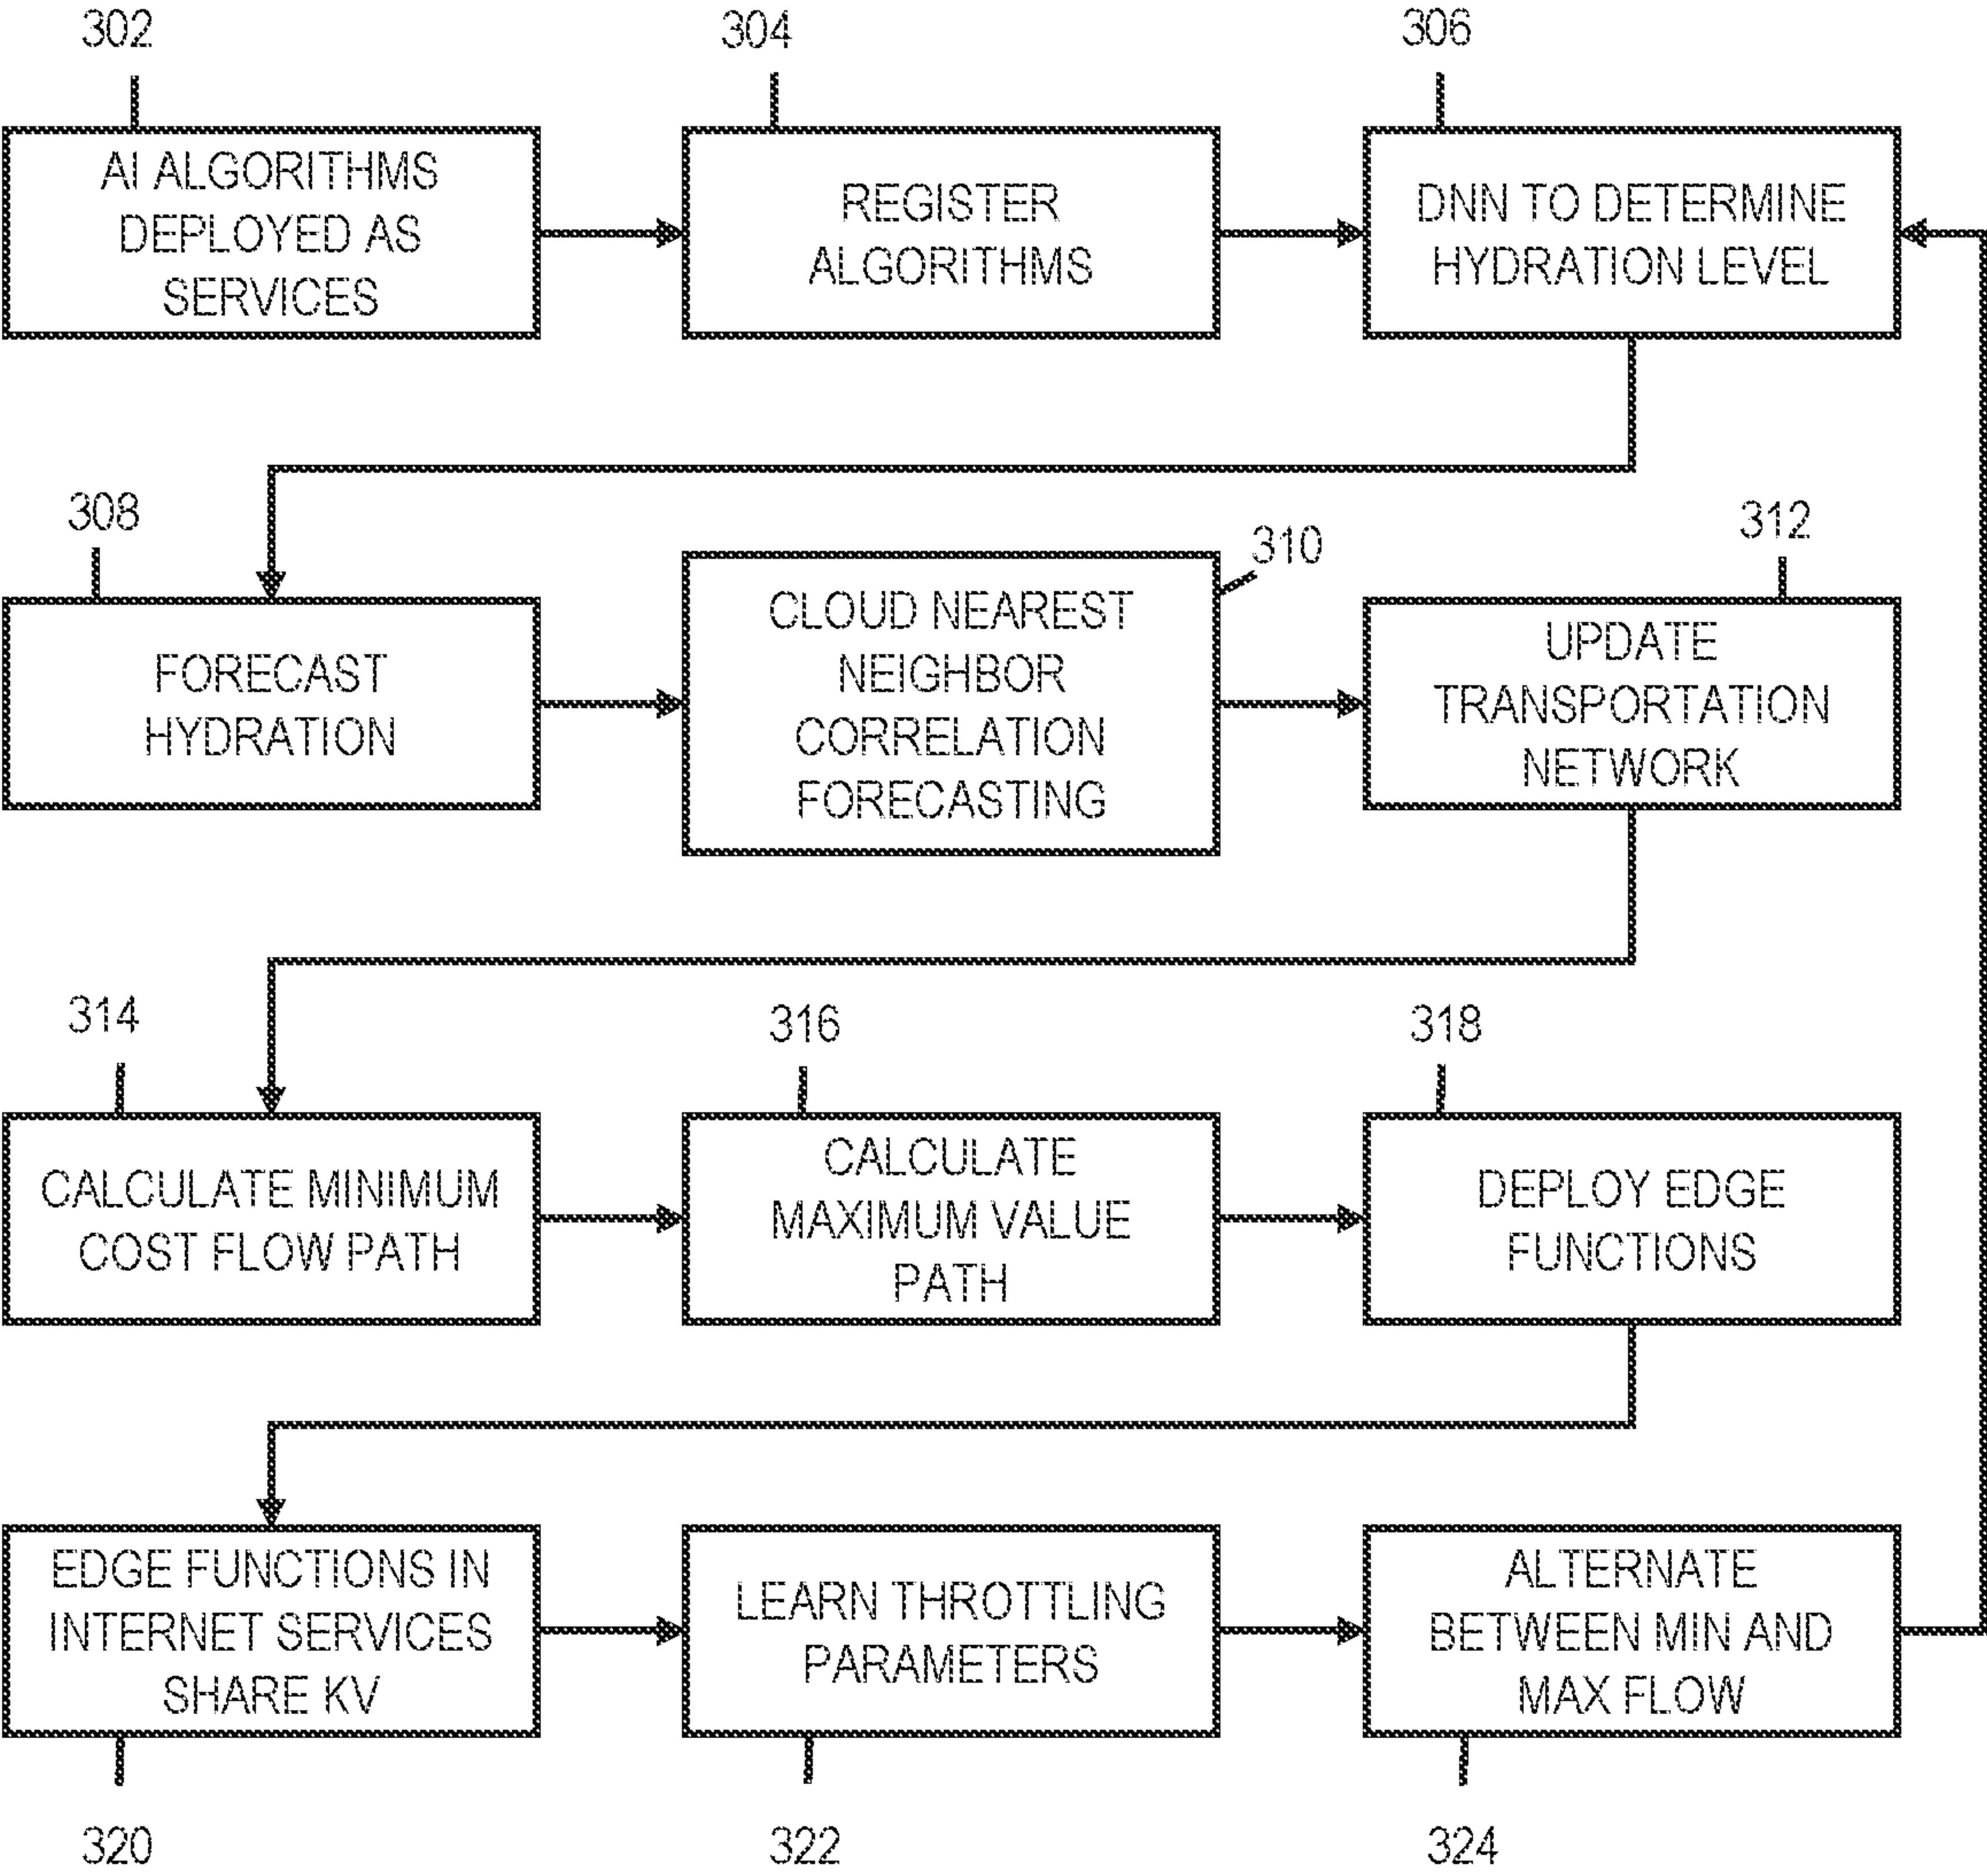 302
304
306
AI ALGORITHMS
DEPLOYED AS
SERVICES
REGISTER
ALGORITHMS
DNN TO DETERMINE
HYDRATION LEVEL
308
310
312
FORECAST
HYDRATION
CLOUD NEAREST
NEIGHBOR
CORRELATION
FORECASTING
UPDATE
TRANSPORTATION
NETWORK
314
316
318
CALCULATE MINIMUM
COST FLOW PATH
CALCULATE
MAXIMUM VALUE
PATH
DEPLOY EDGE
FUNCTIONS
EDGE FUNCTIONS IN
INTERNET SERVICES
SHARE KV
LEARN THROTTLING
PARAMETERS
ALTERNATE
BETWEEN MIN AND
MAX FLOW
320
322
324